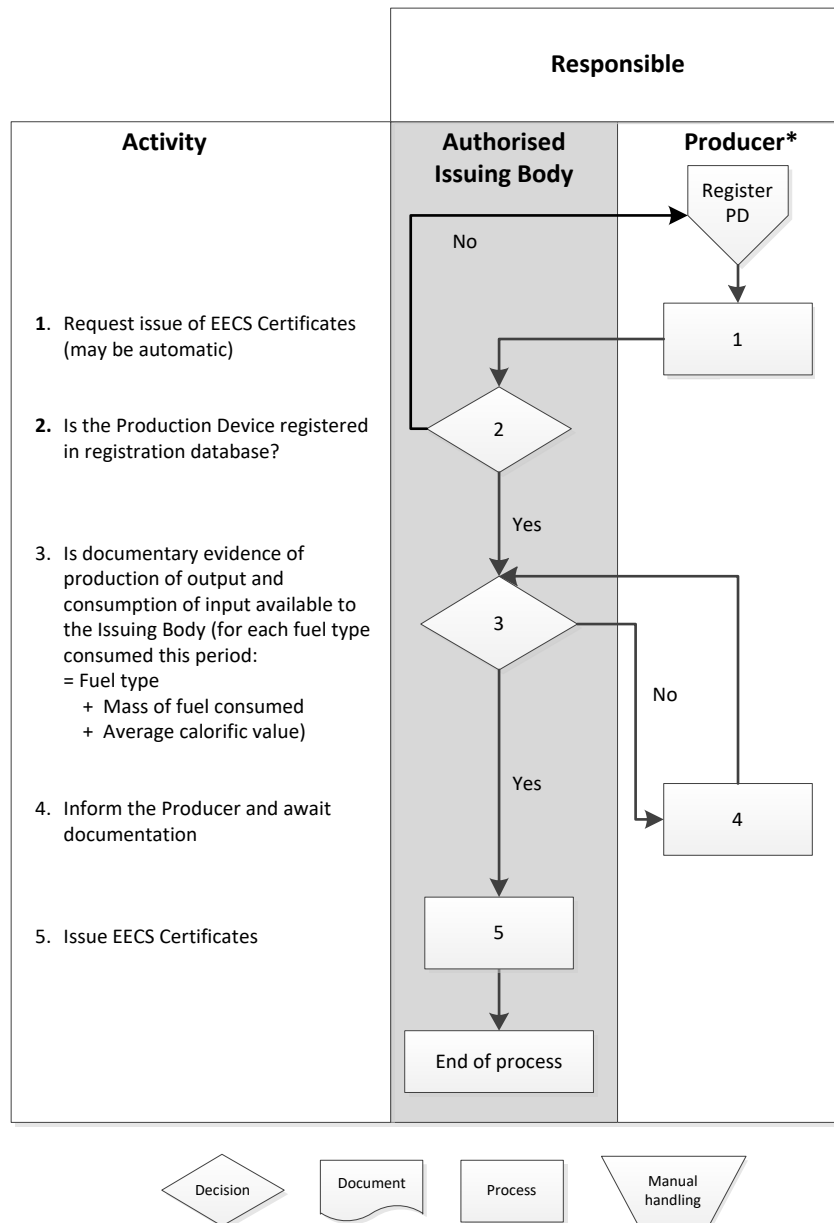 Responsible
Activity
Authorised
Issuing Body
Producer*
Register
PD
No
1. Request issue of EECS Certificates
(may be automatic)
1
2. Is the Production Device registered
in registration database?
2
Yes
3. Is documentary evidence of
production of output and
consumption of input available to
the Issuing Body (for each fuel type
consumed this period:
= Fuel type
+ Mass of fuel consumed
+ Average calorific value)
3
No
Yes
4. Inform the Producer and await
documentation
4
5. Issue EECS Certificates
5
End of process
Decision
Document
Process
Manual
handling